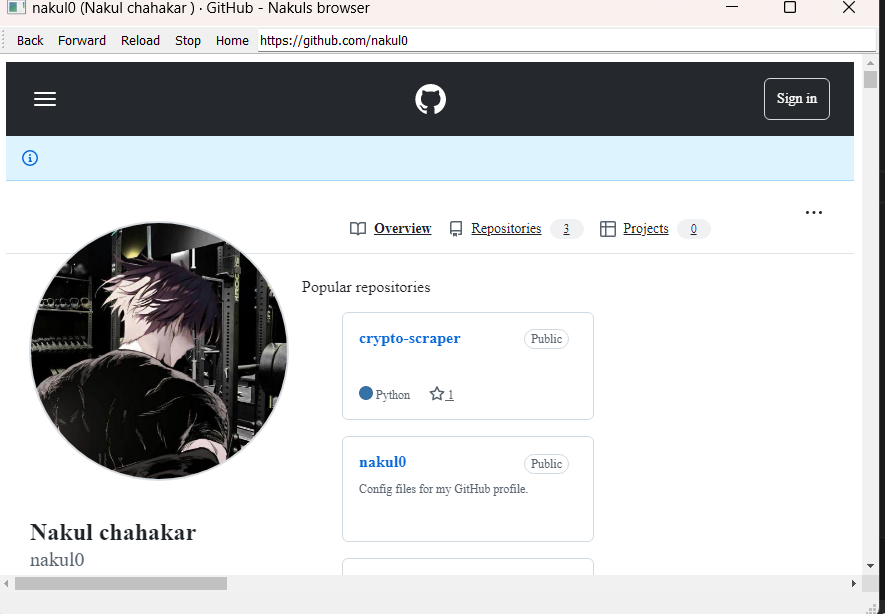 nakul0 (Nakul chahakar ) · GitHub - Nakuls browser
Back Forward Reload Stop Home https://github.com/nakul0
Sign in
Overview Repositories 3 Projects 0
Popular repositories
crypto-scraper Public
Python 1
nakul0 Public
Config files for my GitHub profile.
Nakul chahakar
nakul0